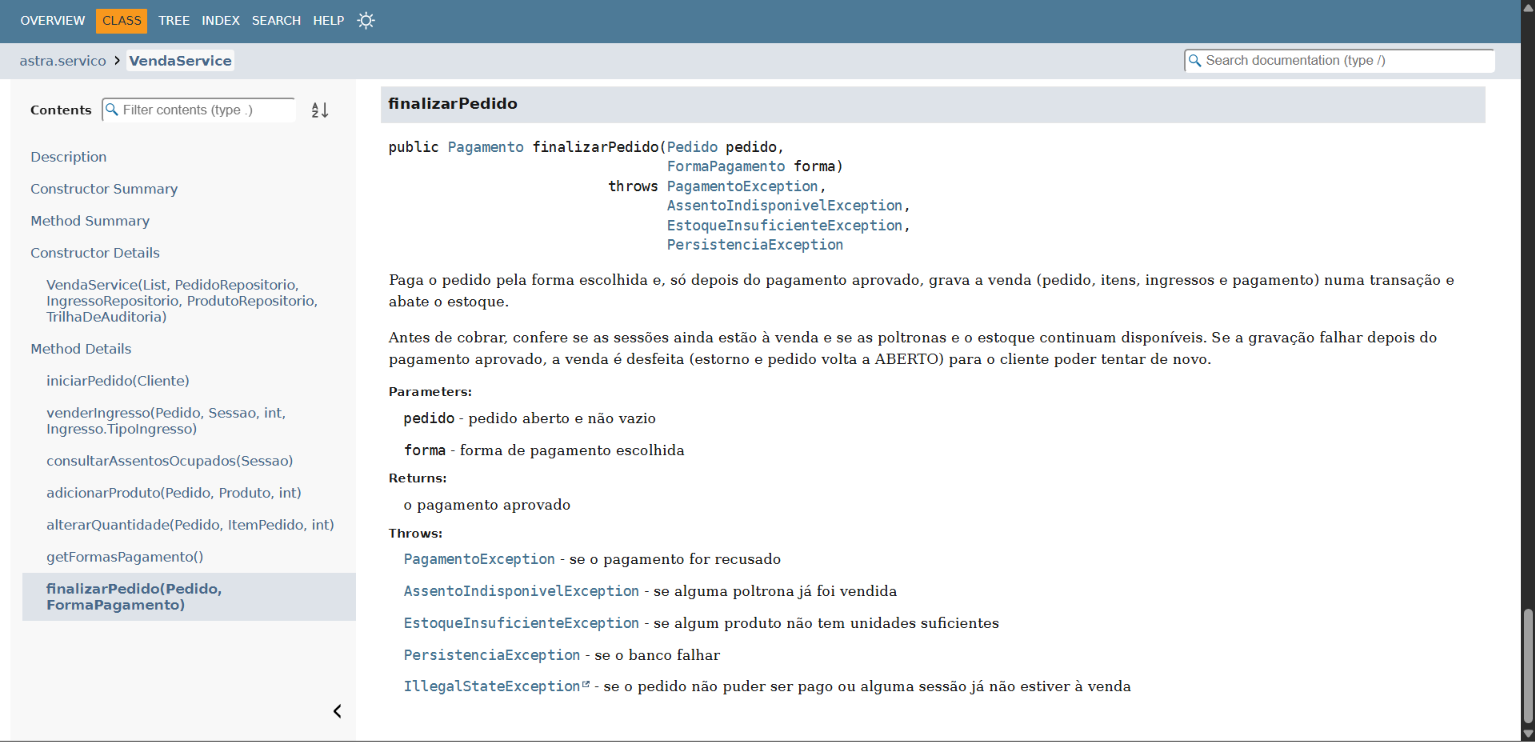 OVERVIEW CLASS TREE INDEX SEARCH HELP
astra.servico > VendaService
Search documentation (type /)
Contents
Filter contents (type .)
Description
Constructor Summary
Method Summary
Constructor Details
VendaService(List, PedidoRepositorio,
IngressoRepositorio, ProdutoRepositorio,
TrilhaDeAuditoria)
Method Details
iniciarPedido(Cliente)
venderIngresso(Pedido, Sessao, int,
Ingresso.TipoIngresso)
consultarAssentosOcupados(Sessao)
adicionarProduto(Pedido, Produto, int)
alterarQuantidade(Pedido, ItemPedido, int)
getFormasPagamento()
finalizarPedido(Pedido,
FormaPagamento)
finalizarPedido
public Pagamento finalizarPedido(Pedido pedido,
FormaPagamento forma)
throws PagamentoException,
AssentoIndisponivelException,
EstoqueInsuficienteException,
PersistenciaException
Paga o pedido pela forma escolhida e, só depois do pagamento aprovado, grava a venda (pedido, itens, ingressos e pagamento) numa transação e
abate o estoque.
Antes de cobrar, confere se as sessões ainda estão à venda e se as poltronas e o estoque continuam disponíveis. Se a gravação falhar depois do
pagamento aprovado, a venda é desfeita (estorno e pedido volta a ABERTO) para o cliente poder tentar de novo.
Parameters:
pedido - pedido aberto e não vazio
forma - forma de pagamento escolhida
Returns:
o pagamento aprovado
Throws:
PagamentoException - se o pagamento for recusado
AssentoIndisponivelException - se alguma poltrona já foi vendida
EstoqueInsuficienteException - se algum produto não tem unidades suficientes
PersistenciaException - se o banco falhar
IllegalStateException - se o pedido não puder ser pago ou alguma sessão já não estiver à venda